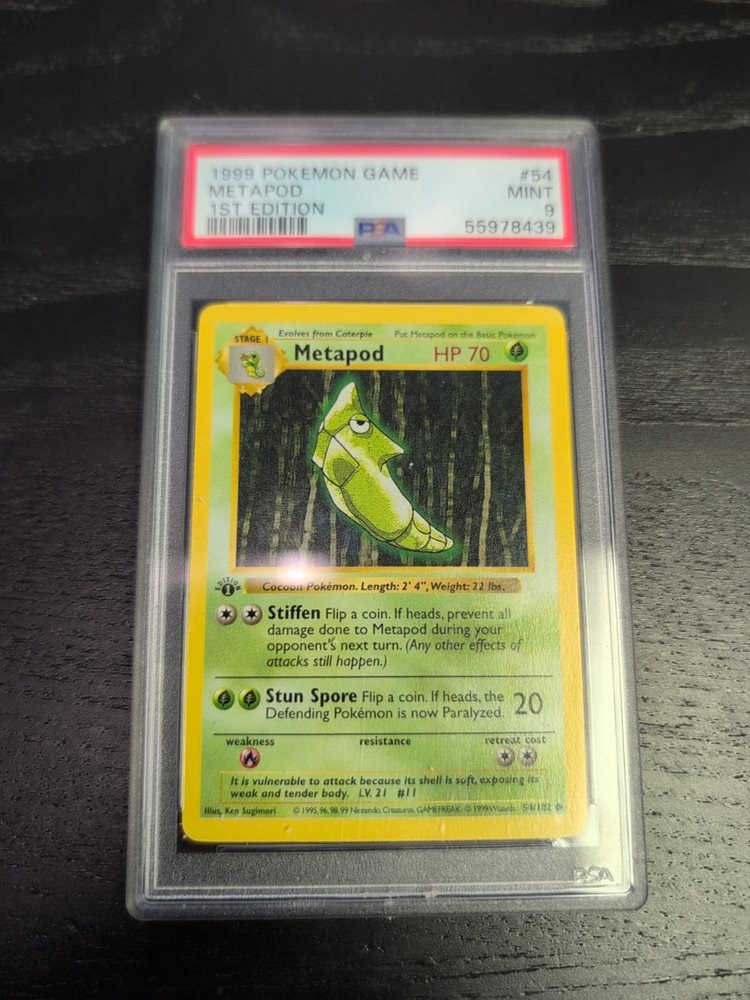 1999 POKEMON GAME #54
METAPOD MINT
1ST EDITION 9
PSA 55978439
STAGE 1 Evolves from Caterpie Put Metapod on the Basic Pokémon
Metapod HP 70
EDITION 1
Cocoon Pokémon. Length: 2' 4", Weight: 22 lbs.
Stiffen Flip a coin. If heads, prevent all
damage done to Metapod during your
opponent's next turn. (Any other effects of
attacks still happen.)
Stun Spore Flip a coin. If heads, the 20
Defending Pokémon is now Paralyzed.
weakness resistance retreat cost
It is vulnerable to attack because its shell is soft, exposing its
weak and tender body. LV. 21 #11
Illus. Ken Sugimori © 1995, 96, 98, 99 Nintendo, Creatures, GAMEFREAK. © 1999 Wizards. 54/102
PSA